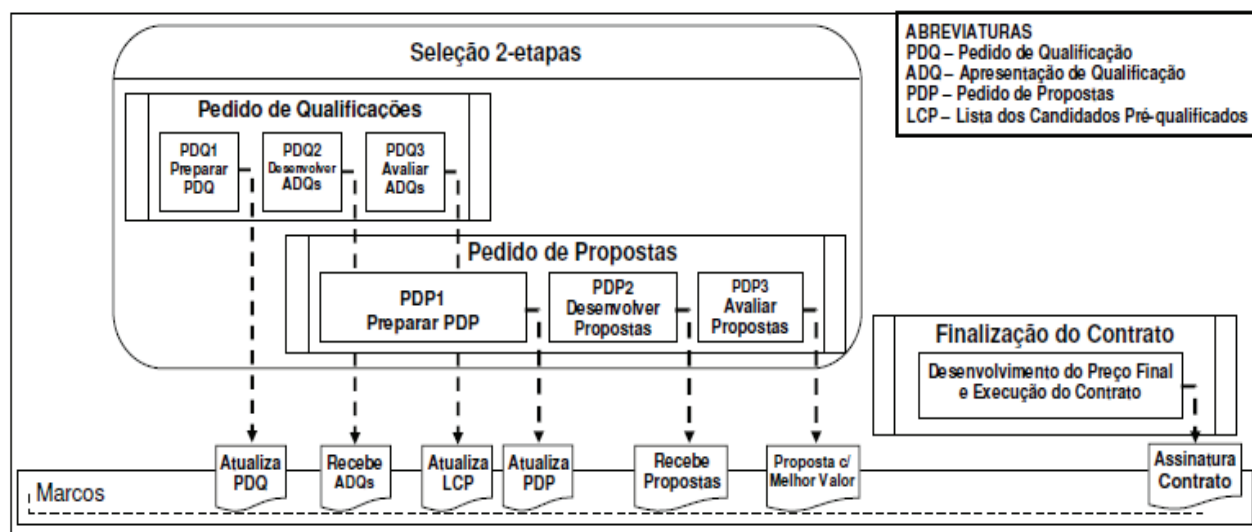 Seleção 2-etapas
ABREVIATURAS
PDQ – Pedido de Qualificação
ADQ – Apresentação de Qualificação
PDP – Pedido de Propostas
LCP – Lista dos Candidados Pré-qualificados
Pedido de Qualificações
PDQ1
Preparar
PDQ
PDQ2
Desenvolver
ADQs
PDQ3
Avaliar
ADQs
Pedido de Propostas
PDP1
Preparar PDP
PDP2
Desenvolver
Propostas
PDP3
Avaliar
Propostas
Finalização do Contrato
Desenvolvimento do Preço Final
e Execução do Contrato
Marcos
Atualiza
PDQ
Recebe
ADQs
Atualiza
LCP
Atualiza
PDP
Recebe
Propostas
Proposta c/
Melhor Valor
Assinatura
Contrato